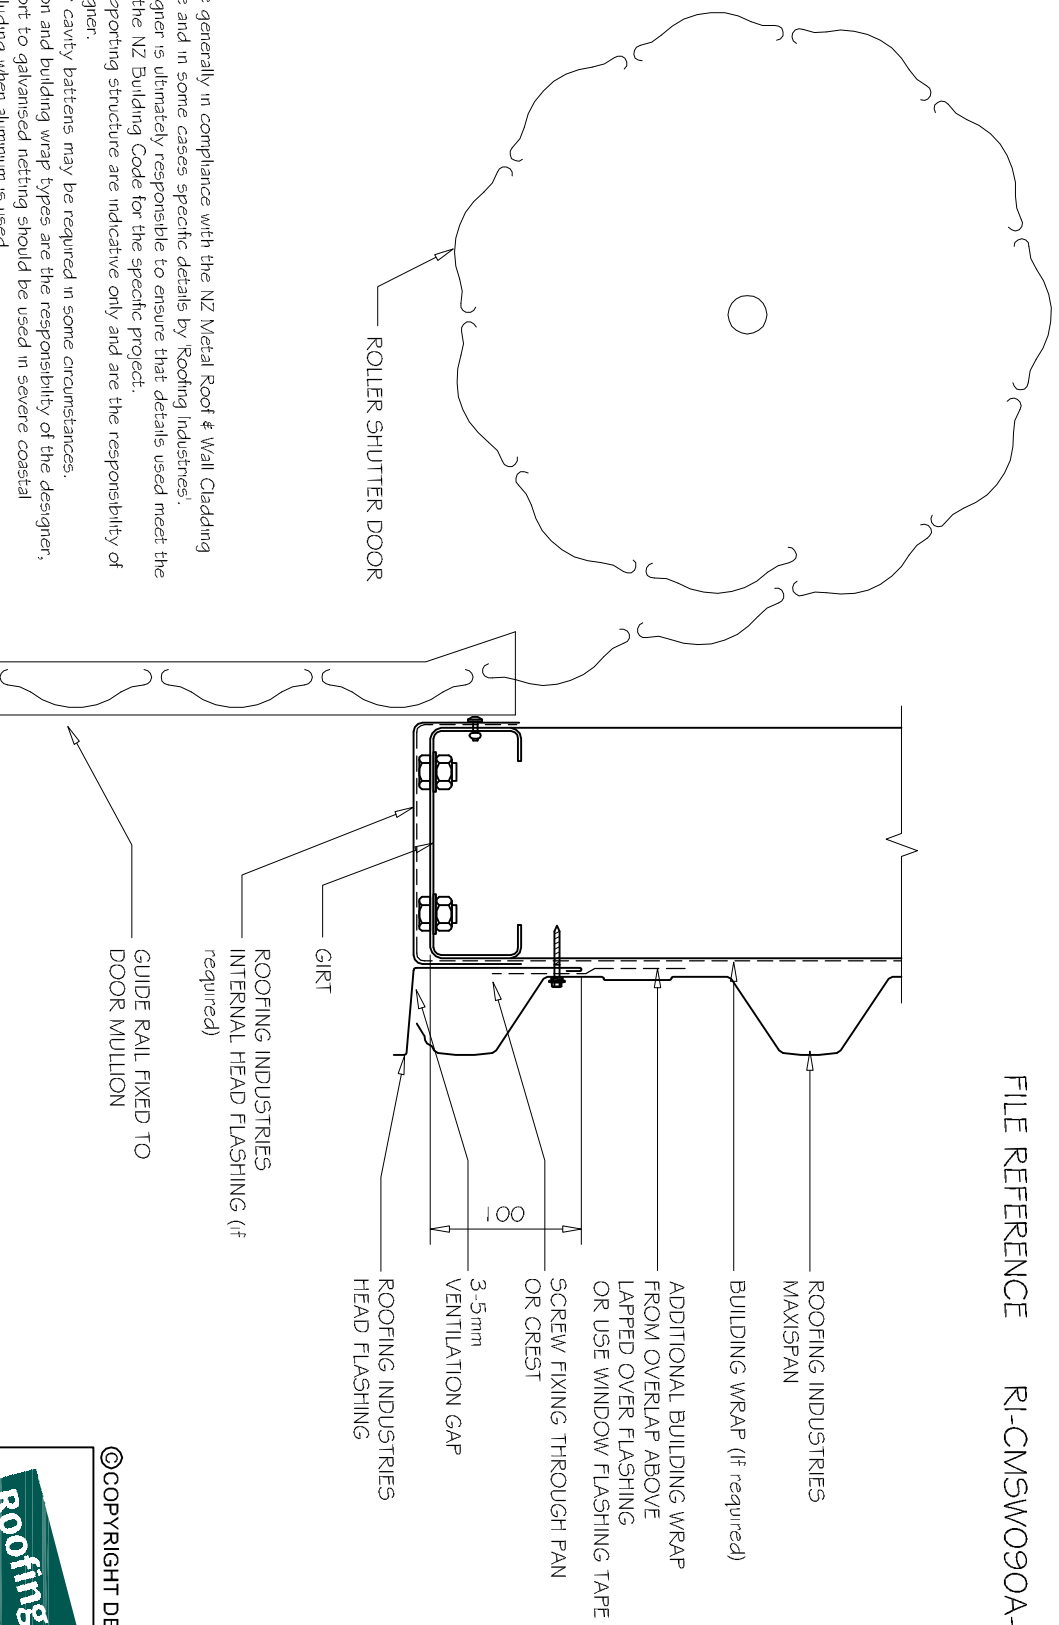 FILE REFERENCE RI-CMSW090A-
ROOFING INDUSTRIES
MAXISPAN
BUILDING WRAP (If required)
ADDITIONAL BUILDING WRAP
FROM OVERLAP ABOVE
LAPPED OVER FLASHING
OR USE WINDOW FLASHING TAPE
SCREW FIXING THROUGH PAN
OR CREST
100
3-5mm
VENTILATION GAP
ROOFING INDUSTRIES
HEAD FLASHING
ROLLER SHUTTER DOOR
GIRT
ROOFING INDUSTRIES
INTERNAL HEAD FLASHING (if
required)
GUIDE RAIL FIXED TO
DOOR MULLION
generally in compliance with the NZ Metal Roof & Wall Cladding
and in some cases specific details by 'Roofing Industries'.
is ultimately responsible to ensure that details used meet the
the NZ Building Code for the specific project.
structure are indicative only and are the responsibility of
cavity battens may be required in some circumstances.
and building wrap types are the responsibility of the designer,
to galvanised netting should be used in severe coastal
when aluminium is used
©COPYRIGHT DE
Roofing